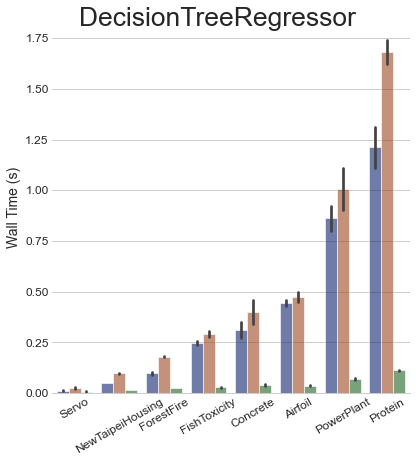 DecisionTreeRegressor
Wall Time (s)
1.75
1.50
1.25
1.00
0.75
0.50
0.25
0.00
Servo
NewTaipeiHousing
ForestFire
FishToxicity
Concrete
Airfoil
PowerPlant
Protein